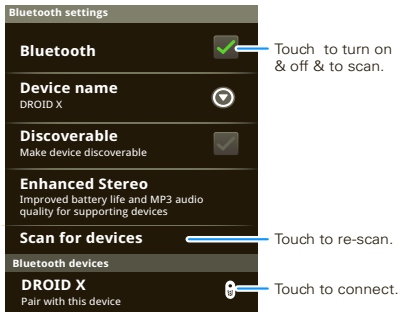 Bluetooth settings
Bluetooth
Touch to turn on
& off & to scan.
Device name
DROID X
Discoverable
Make device discoverable
Enhanced Stereo
Improved battery life and MP3 audio
quality for supporting devices
Scan for devices
Touch to re-scan.
Bluetooth devices
DROID X
Pair with this device
Touch to connect.